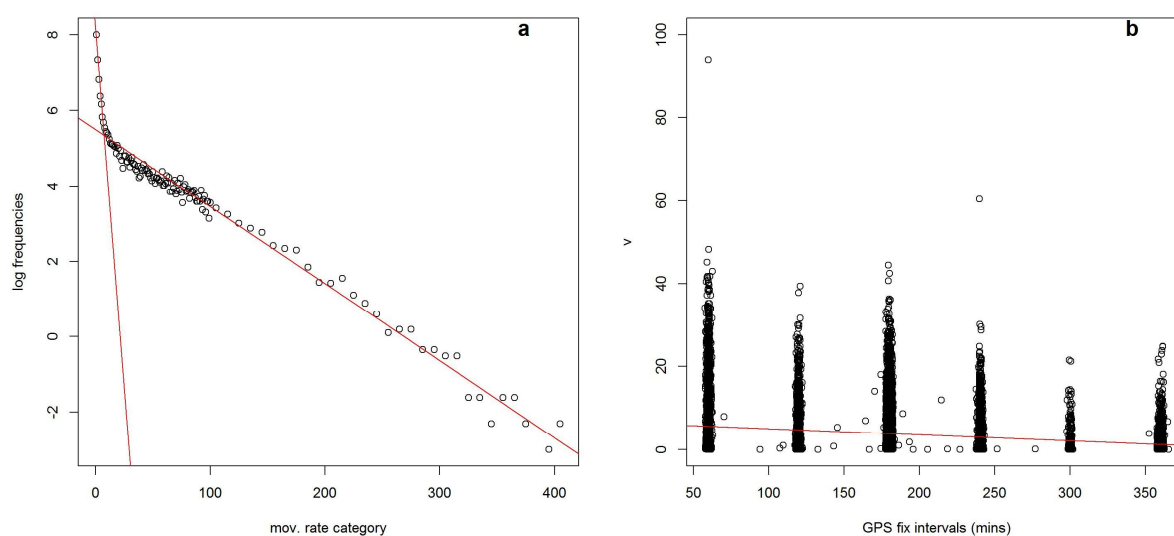 a
8
6
4
2
0
-2
log frequencies
0 100 200 300 400
mov. rate category
b
100
80
60
40
20
0
v
50 100 150 200 250 300 350
GPS fix intervals (mins)